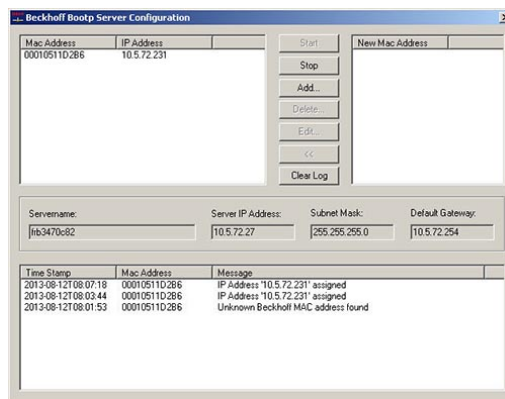 Beckhoff Bootp Server Configuration
Mac Address IP Address
00010511D2B6 10.5.72.231
Start
Stop
Add...
Delete...
Edit...
<<
Clear Log
New Mac Address
Servername: Server IP Address: Subnet Mask: Default Gateway:
frb3470c82 10.5.72.27 255.255.255.0 10.5.72.254
Time Stamp Mac Address Message
2013-08-12T08:07:18 00010511D2B6 IP Address '10.5.72.231' assigned
2013-08-12T08:03:44 00010511D2B6 IP Address '10.5.72.231' assigned
2013-08-12T08:01:53 00010511D2B6 Unknown Beckhoff MAC address found